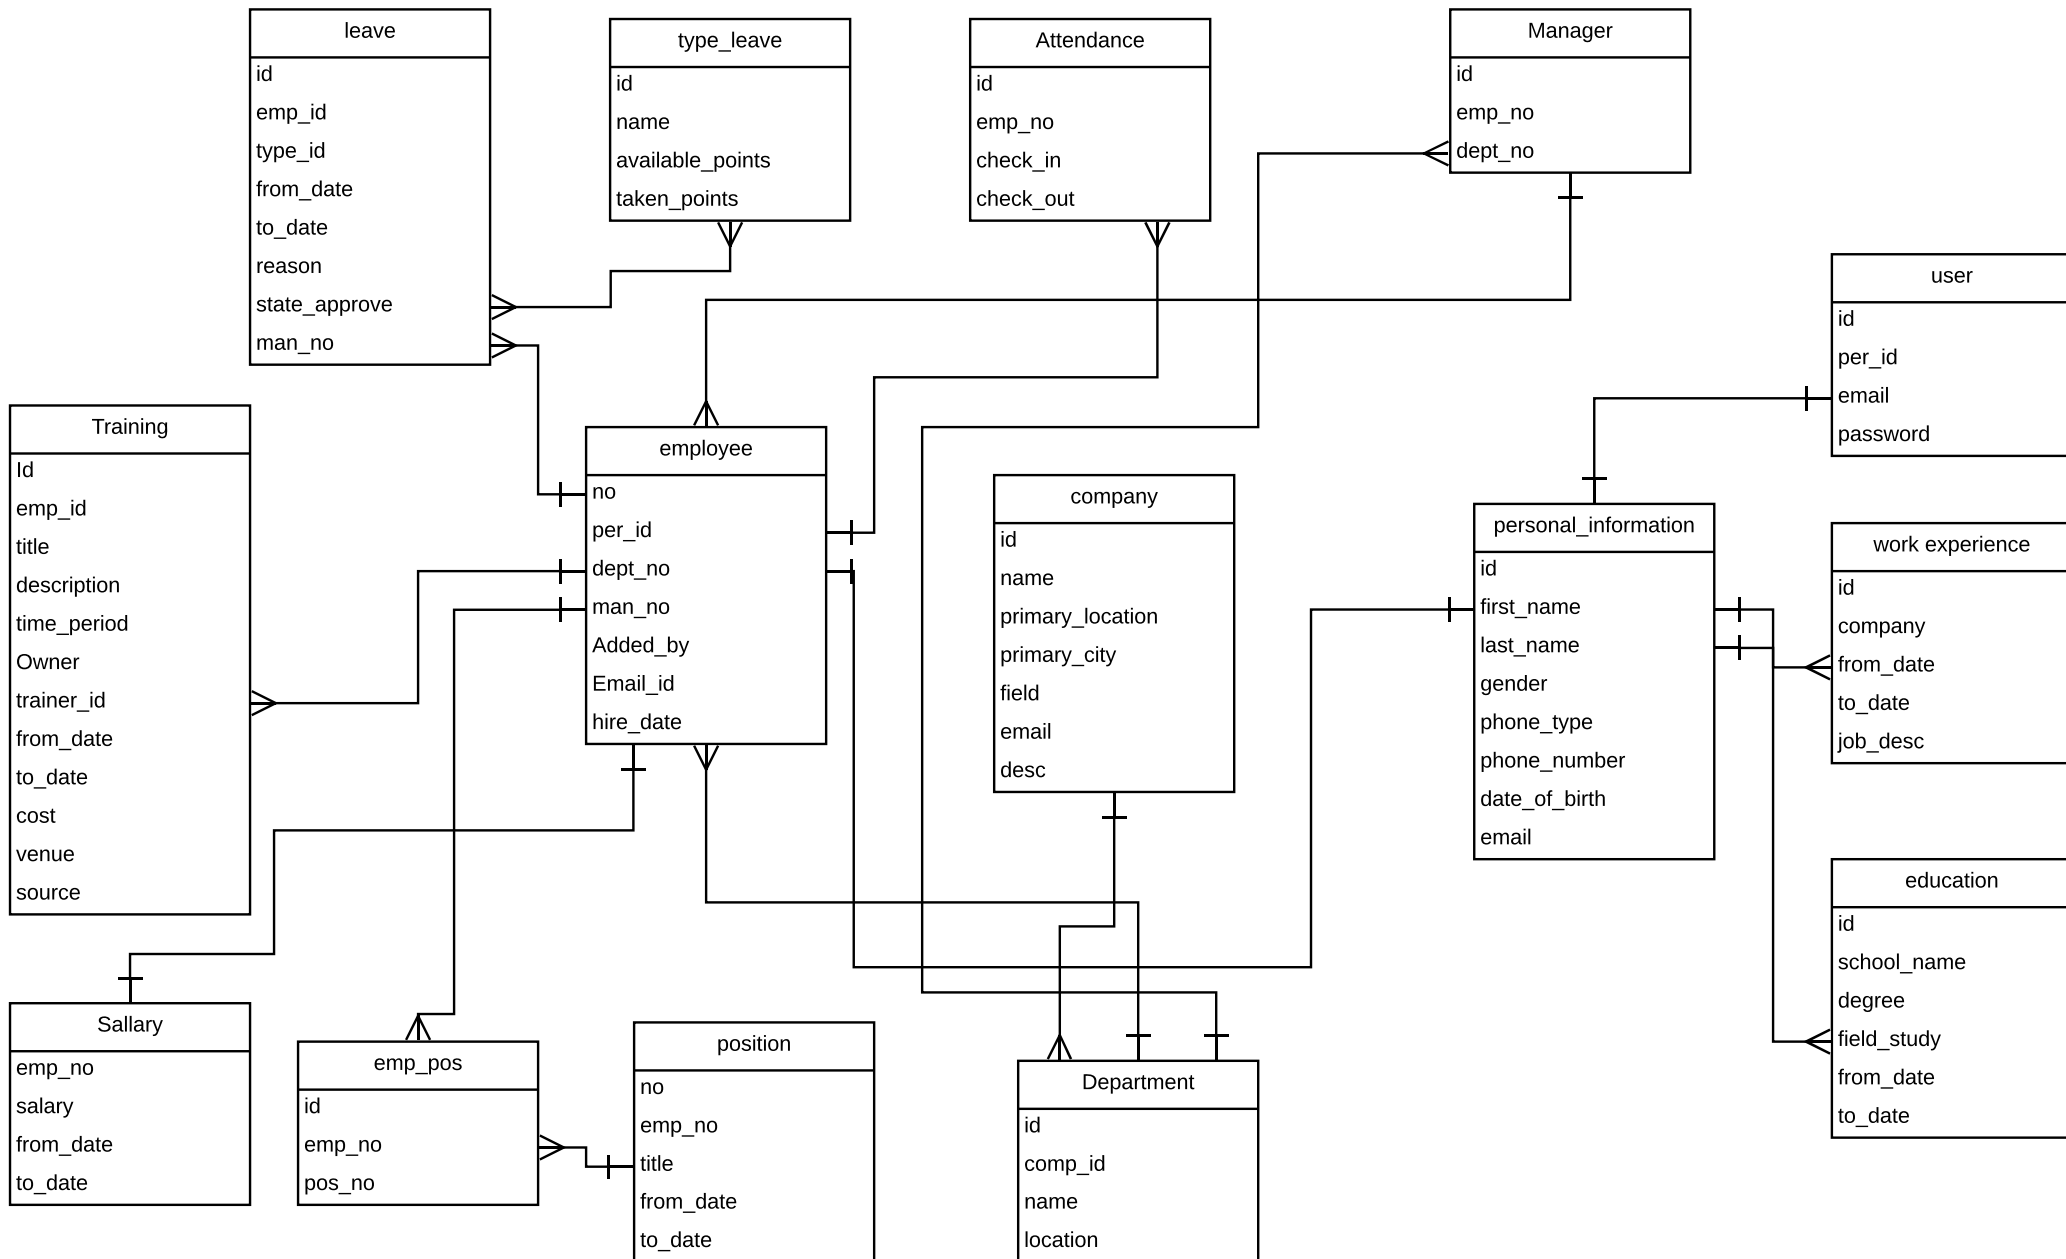 leave
id
emp_id
type_id
from_date
to_date
reason
state_approve
man_no
type_leave
id
name
available_points
taken_points
Attendance
id
emp_no
check_in
check_out
Manager
id
emp_no
dept_no
user
id
per_id
email
password
Training
Id
emp_id
title
description
time_period
Owner
trainer_id
from_date
to_date
cost
venue
source
employee
no
per_id
dept_no
man_no
Added_by
Email_id
hire_date
company
id
name
primary_location
primary_city
field
email
desc
personal_information
id
first_name
last_name
gender
phone_type
phone_number
date_of_birth
email
work experience
id
company
from_date
to_date
job_desc
education
id
school_name
degree
field_study
from_date
to_date
Sallary
emp_no
salary
from_date
to_date
emp_pos
id
emp_no
pos_no
position
no
emp_no
title
from_date
to_date
Department
id
comp_id
name
location